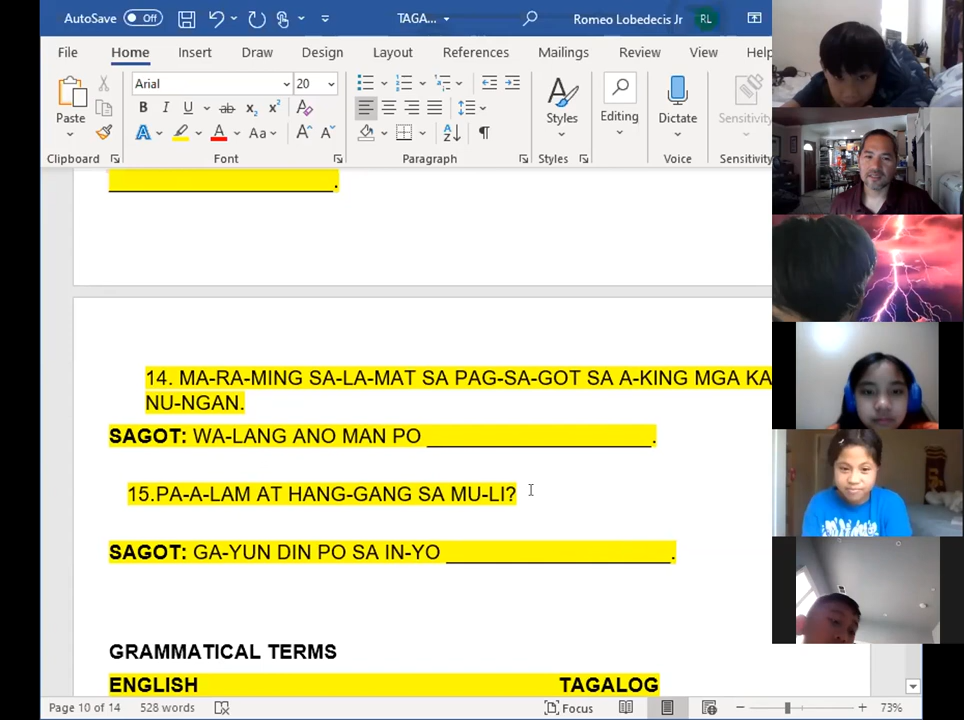 AutoSave Off TAGA... Romeo Lobedecis Jr RL
File Home Insert Draw Design Layout References Mailings Review View Help
Arial 20
Paste Styles Editing Dictate Sensitivity
Clipboard Font Paragraph Styles Voice Sensitivity
_____________________.
14. MA-RA-MING SA-LA-MAT SA PAG-SA-GOT SA A-KING MGA KA
NU-NGAN.
SAGOT: WA-LANG ANO MAN PO _____________________.
15.PA-A-LAM AT HANG-GANG SA MU-LI?
SAGOT: GA-YUN DIN PO SA IN-YO _____________________.
GRAMMATICAL TERMS
ENGLISH TAGALOG
Page 10 of 14 528 words Focus 73%